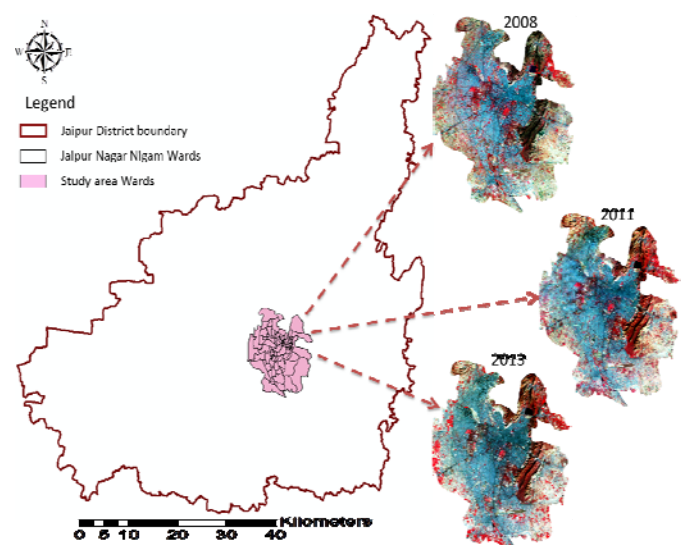 N
W E
S
2008
Legend
Jaipur District boundary
Jaipur Nagar Nigam Wards
Study area Wards
2011
2013
Kilometers
0 5 10 20 30 40